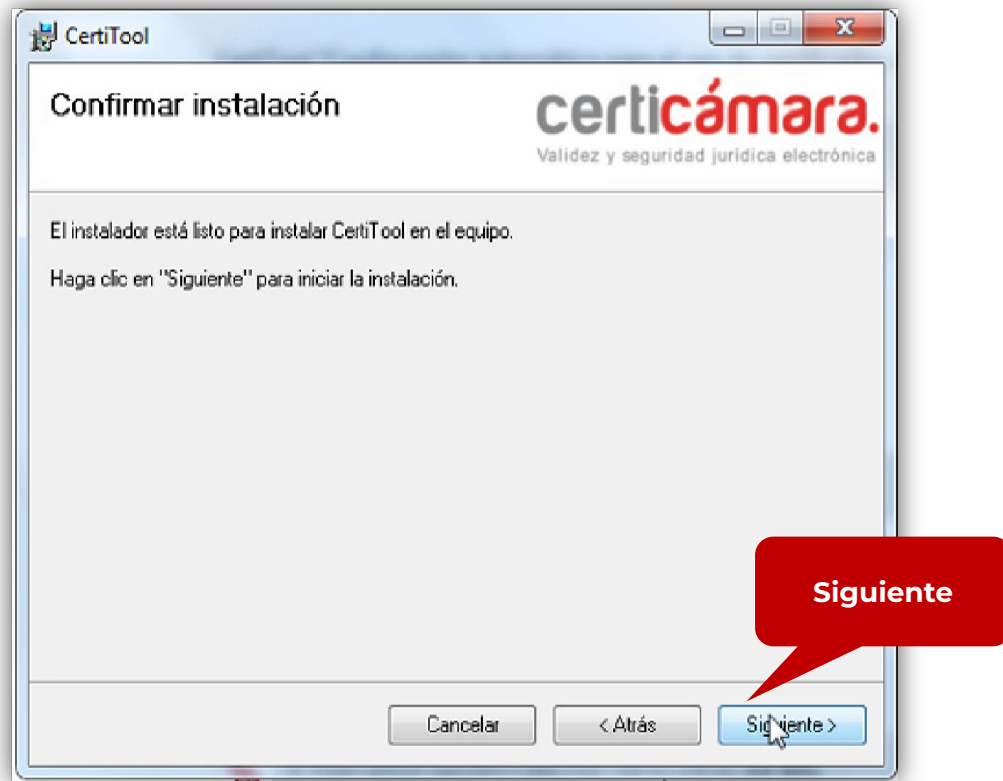 CertiTool
Confirmar instalación
certicámara.
Validez y seguridad jurídica electrónica
El instalador está listo para instalar CertiTool en el equipo.
Haga clic en "Siguiente" para iniciar la instalación.
Siguiente
Cancelar
< Atrás
Siguiente >